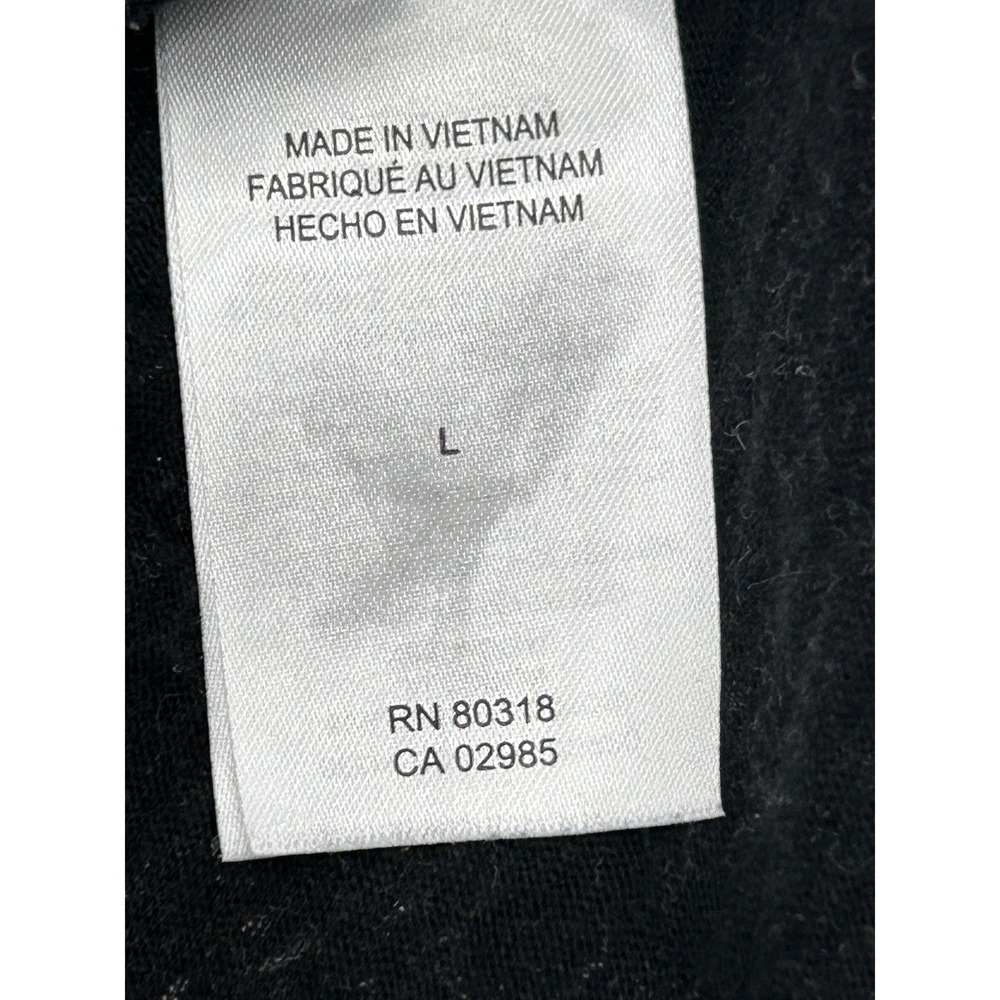 MADE IN VIETNAM
FABRIQUÉ AU VIETNAM
HECHO EN VIETNAM
L
RN 80318
CA 02985